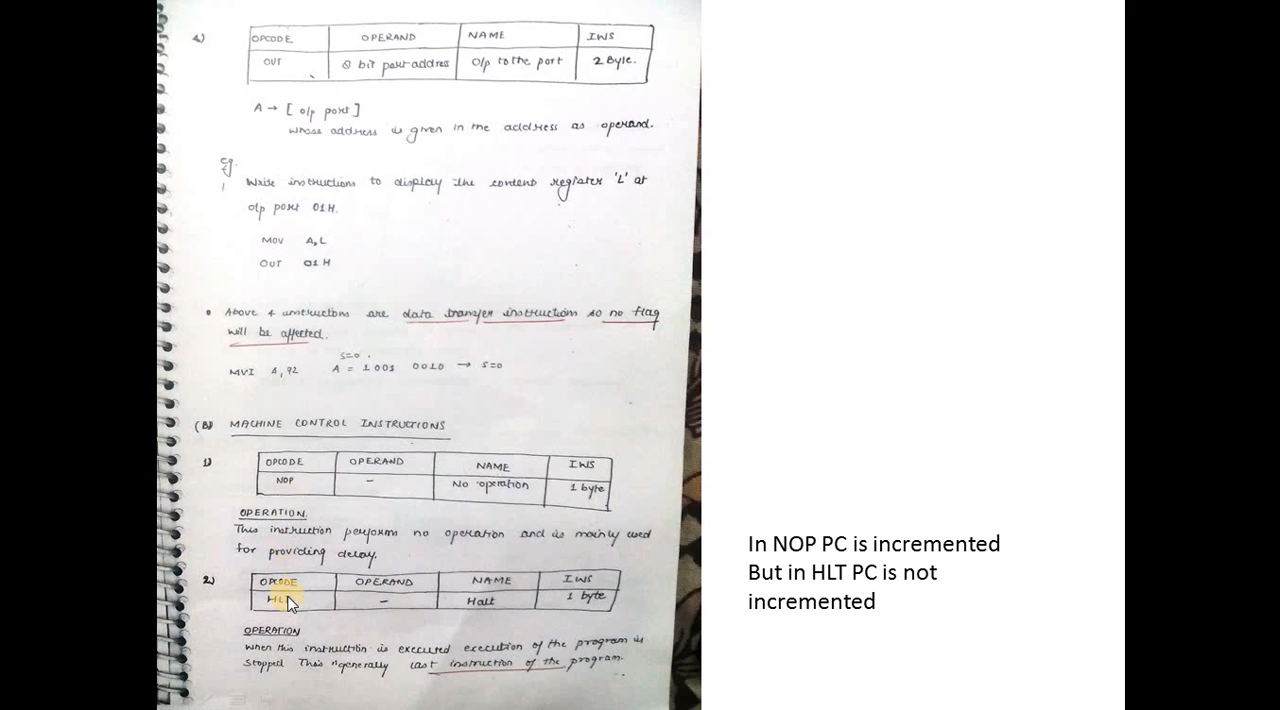 4)
OPCODE OPERAND NAME IWS
OUT 8 bit port address O/p to the port 2 Byte.
A → [ o/p port ]
whose address is given in the address as operand.
eg.
1 Write instructions to display the content register 'L' at
o/p port 01H.
MOV A,L
OUT 01 H
• Above 4 instructions are data transfer instruction so no flag
will be affected.
S=0 .
MVI A,92 A = 1001 0010 → S=0
(B) MACHINE CONTROL INSTRUCTIONS
1)
OPCODE OPERAND NAME IWS
NOP - No operation 1 byte
OPERATION.
This instruction performs no operation and is mainly used
for providing delay.
2)
OPCODE OPERAND NAME IWS
HLT - Halt 1 byte
OPERATION
When this instruction is executed execution of the program is
stopped This is generally last instruction of the program.
In NOP PC is incremented
But in HLT PC is not
incremented